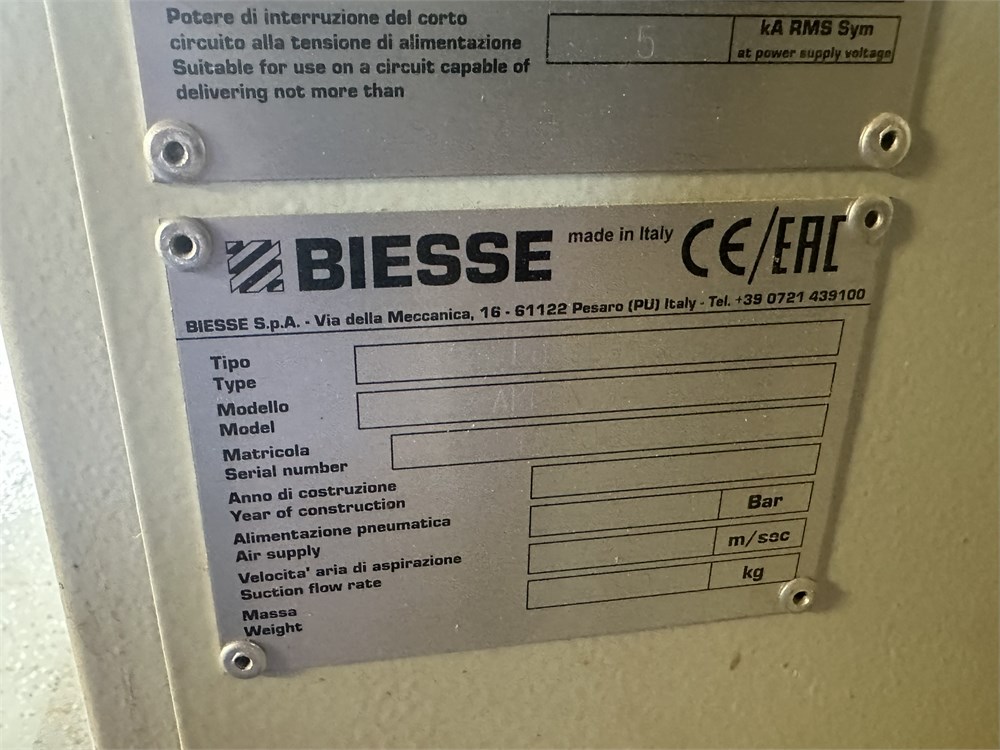 Potere di interruzione del corto
circuito alla tensione di alimentazione
Suitable for use on a circuit capable of
delivering not more than
5
kA RMS Sym
at power supply voltage
BIESSE
made in Italy
CE/EAC
BIESSE S.p.A. - Via della Meccanica, 16 - 61122 Pesaro (PU) Italy - Tel. +39 0721 439100
Tipo
Type
Modello
Model
Matricola
Serial number
Anno di costruzione
Year of construction
Alimentazione pneumatica
Air supply
Bar
Velocita' aria di aspirazione
Suction flow rate
m/sec
Massa
Weight
kg